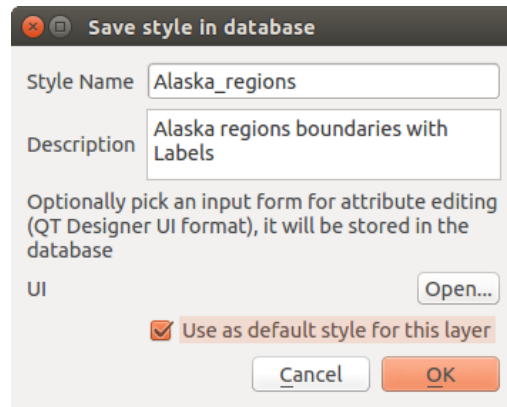 Save style in database
Style Name Alaska_regions
Description Alaska regions boundaries with
Labels
Optionally pick an input form for attribute editing
(QT Designer UI format), it will be stored in the
database
UI Open...
Use as default style for this layer
Cancel OK